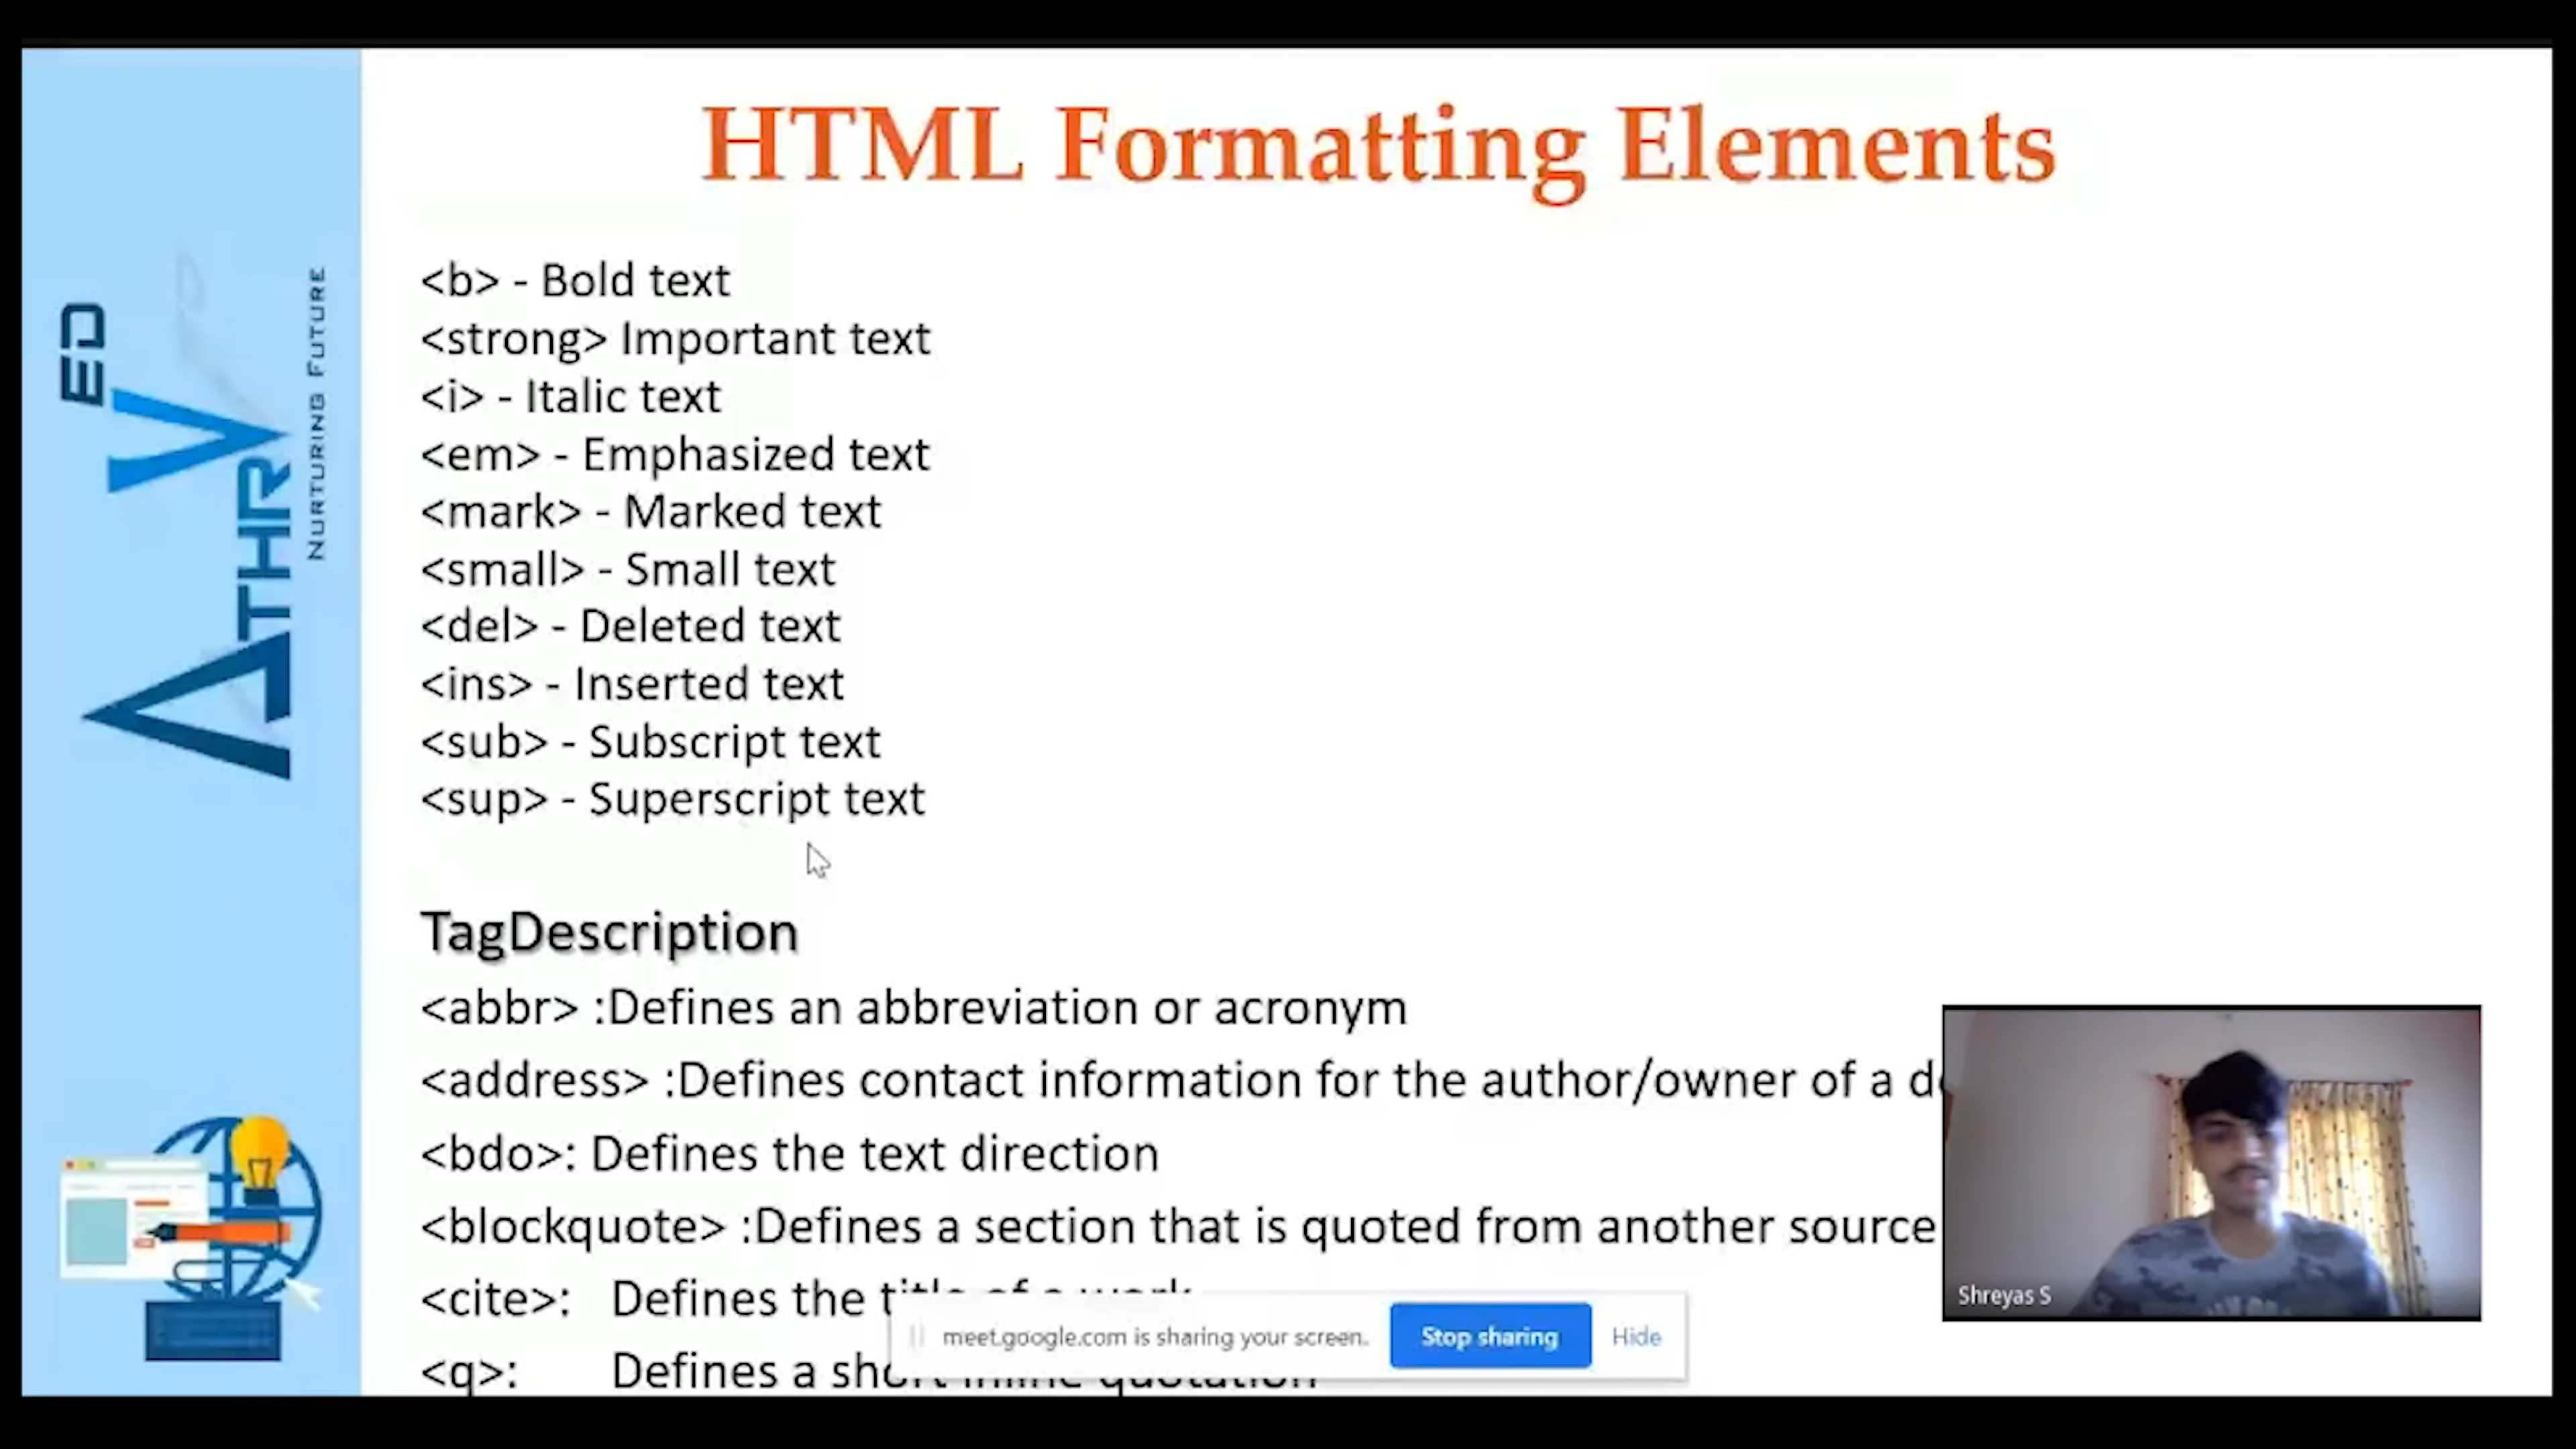 HTML Formatting Elements
<b> - Bold text
<strong> Important text
<i> - Italic text
<em> - Emphasized text
<mark> - Marked text
<small> - Small text
<del> - Deleted text
<ins> - Inserted text
<sub> - Subscript text
<sup> - Superscript text
TagDescription
<abbr> :Defines an abbreviation or acronym
<address> :Defines contact information for the author/owner of a
<bdo>: Defines the text direction
<blockquote> :Defines a section that is quoted from another source
<cite>: Defines the title of a work
<q>: Defines a short inline quotation
ATHRV ED
NURTURING FUTURE
Shreyas S
meet.google.com is sharing your screen.
Stop sharing
Hide